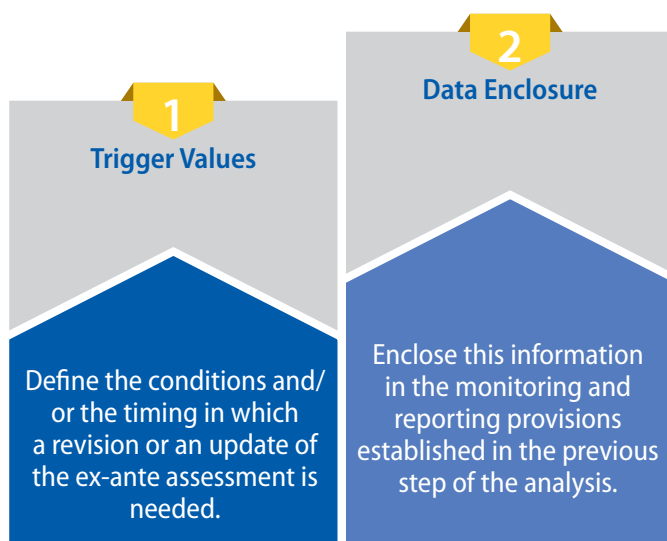 1
Trigger Values
Define the conditions and/
or the timing in which
a revision or an update of
the ex-ante assessment is
needed.
2
Data Enclosure
Enclose this information
in the monitoring and
reporting provisions
established in the previous
step of the analysis.